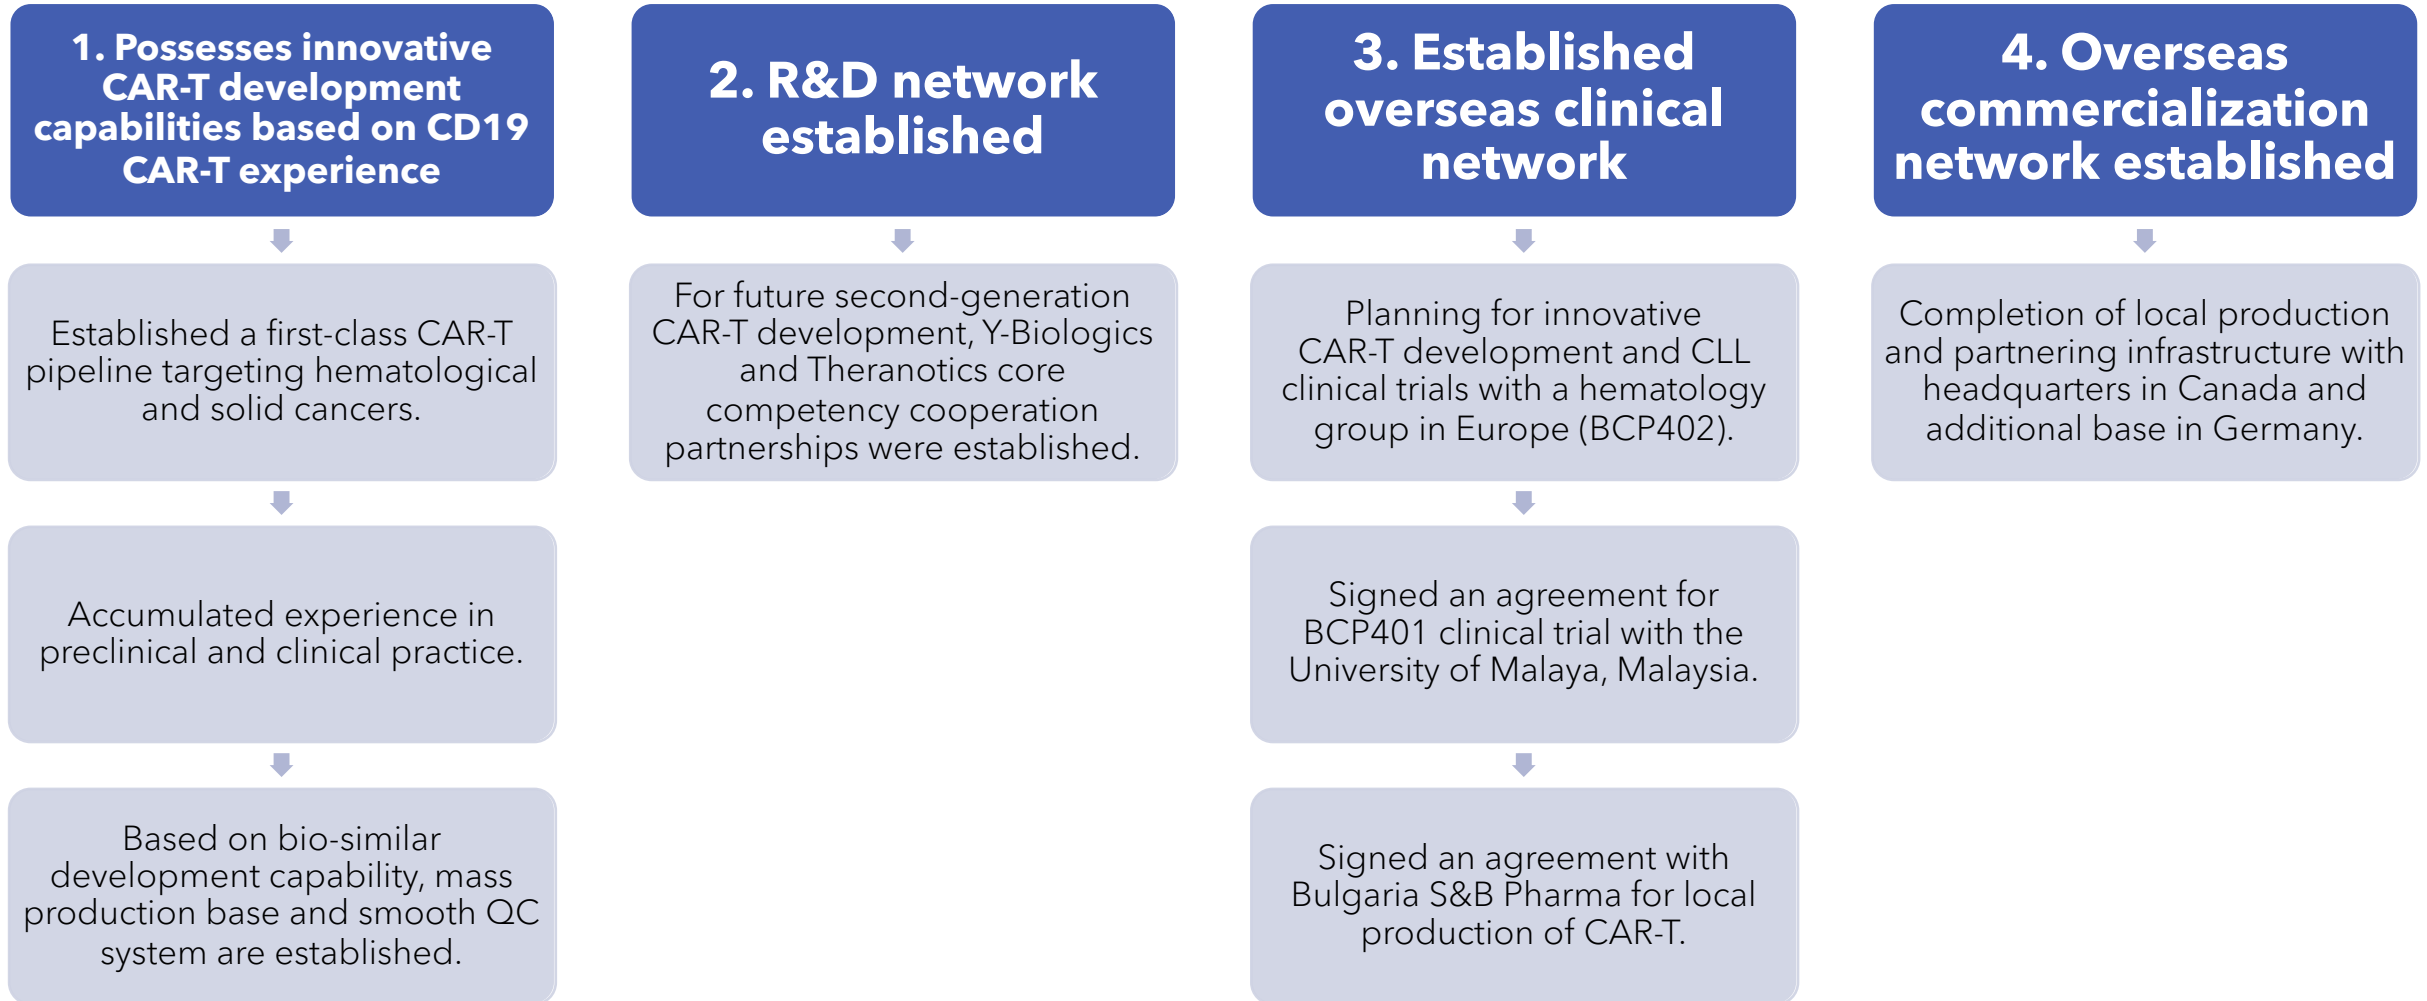 1. Possesses innovative
CAR-T development
capabilities based on CD19
CAR-T experience
Established a first-class CAR-T
pipeline targeting hematological
and solid cancers.
Accumulated experience in
preclinical and clinical practice.
Based on bio-similar
development capability, mass
production base and smooth QC
system are established.
2. R&D network
established
For future second-generation
CAR-T development, Y-Biologics
and Theranotics core
competency cooperation
partnerships were established.
3. Established
overseas clinical
network
Planning for innovative
CAR-T development and CLL
clinical trials with a hematology
group in Europe (BCP402).
Signed an agreement for
BCP401 clinical trial with the
University of Malaya, Malaysia.
Signed an agreement with
Bulgaria S&B Pharma for local
production of CAR-T.
4. Overseas
commercialization
network established
Completion of local production
and partnering infrastructure with
headquarters in Canada and
additional base in Germany.